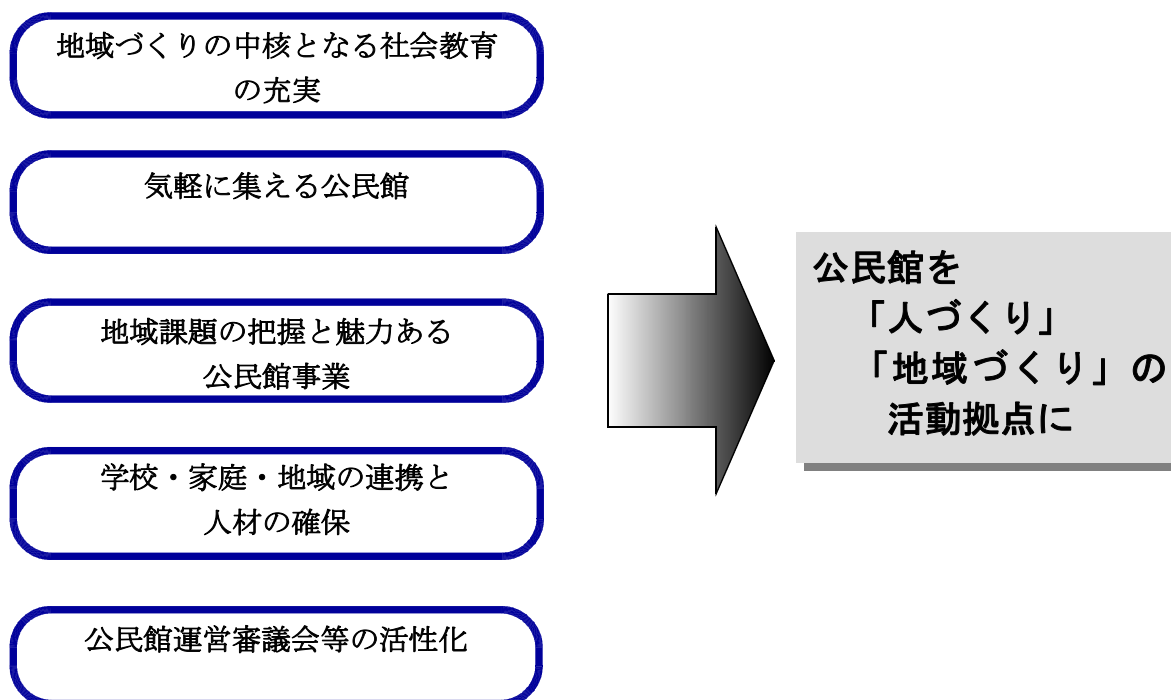 地域づくりの中核となる社会教育
の充実
気軽に集える公民館
地域課題の把握と魅力ある
公民館事業
学校・家庭・地域の連携と
人材の確保
公民館運営審議会等の活性化
公民館を
「人づくり」
「地域づくり」の
活動拠点に